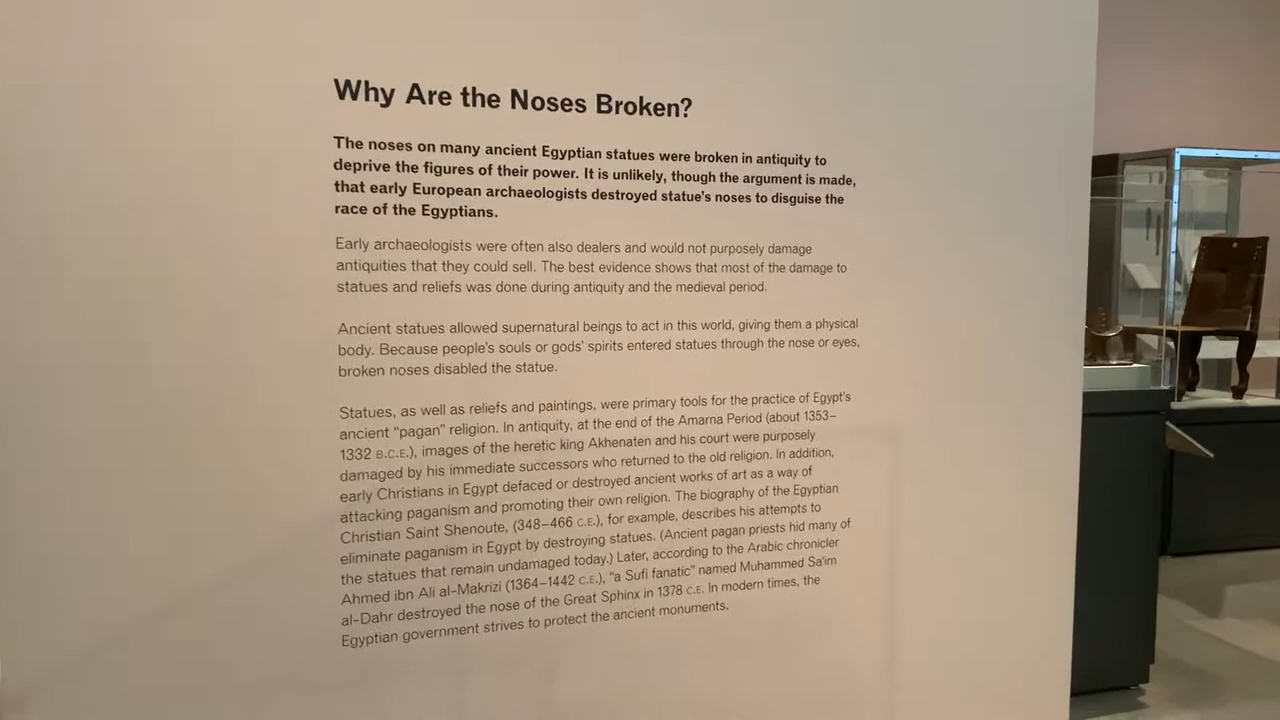 Why Are the Noses Broken?
The noses on many ancient Egyptian statues were broken in antiquity to
deprive the figures of their power. It is unlikely, though the argument is made,
that early European archaeologists destroyed statue's noses to disguise the
race of the Egyptians.
Early archaeologists were often also dealers and would not purposely damage
antiquities that they could sell. The best evidence shows that most of the damage to
statues and reliefs was done during antiquity and the medieval period.
Ancient statues allowed supernatural beings to act in this world, giving them a physical
body. Because people's souls or gods' spirits entered statues through the nose or eyes,
broken noses disabled the statue.
Statues, as well as reliefs and paintings, were primary tools for the practice of Egypt's
ancient "pagan" religion. In antiquity, at the end of the Amarna Period (about 1353–
1332 B.C.E.), images of the heretic king Akhenaten and his court were purposely
damaged by his immediate successors who returned to the old religion. In addition,
early Christians in Egypt defaced or destroyed ancient works of art as a way of
attacking paganism and promoting their own religion. The biography of the Egyptian
Christian Saint Shenoute, (348–466 C.E.), for example, describes his attempts to
eliminate paganism in Egypt by destroying statues. (Ancient pagan priests hid many of
the statues that remain undamaged today.) Later, according to the Arabic chronicler
Ahmed ibn Ali al-Makrizi (1364–1442 C.E.), "a Sufi fanatic" named Muhammed Sa'im
al-Dahr destroyed the nose of the Great Sphinx in 1378 C.E. In modern times, the
Egyptian government strives to protect the ancient monuments.